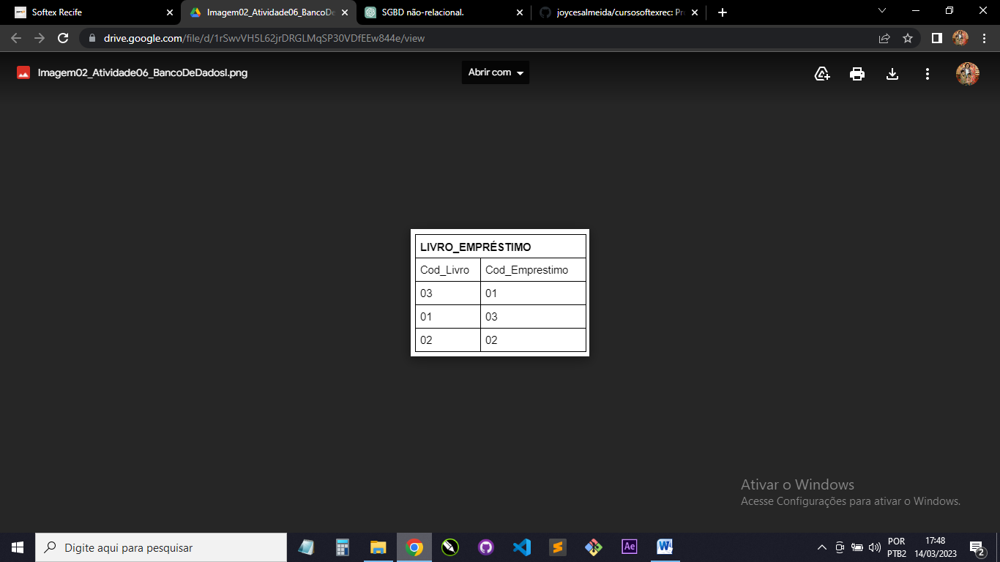 Softex Recife
Imagem02_Atividade06_BancoDe
SGBD não-relacional.
joycesalmeida/cursosoftexrec: Pr
drive.google.com/file/d/1rSwvVH5L62jrDRGLMqSP30VDfEEw844e/view
Imagem02_Atividade06_BancoDeDadosI.png
Abrir com
LIVRO_EMPRÉSTIMO
Cod_Livro Cod_Emprestimo
03 01
01 03
02 02
Ativar o Windows
Acesse Configurações para ativar o Windows.
Digite aqui para pesquisar
Ae
W
POR
PTB2
17:48
14/03/2023
2